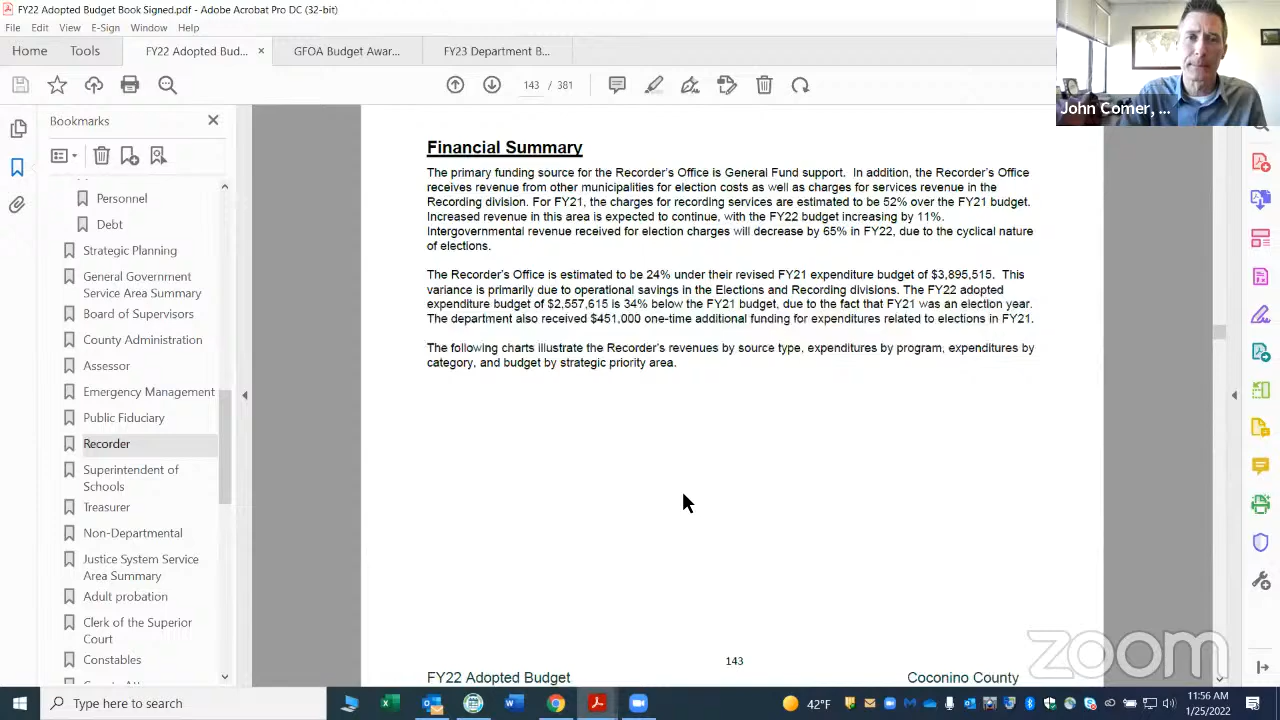 FY22 Adopted Budget Book Signed.pdf - Adobe Acrobat Pro DC (32-bit)
File Edit View E-Sign Window Help
Home Tools FY22 Adopted Bud... × GFOA Budget Awar... FY23 Department B...
143 / 381
John Comer, ...
Bookmarks
Personnel
Debt
Strategic Planning
General Government
Service Area Summary
Board of Supervisors
County Administration
Assessor
Emergency Management
Public Fiduciary
Recorder
Superintendent of
Schools
Treasurer
Non-Departmental
Justice System Service
Area Summary
Adult probation
Clerk of the Superior
Court
Constables
Financial Summary
The primary funding source for the Recorder's Office is General Fund support. In addition, the Recorder's Office
receives revenue from other municipalities for election costs as well as charges for services revenue in the
Recording division. For FY21, the charges for recording services are estimated to be 52% over the FY21 budget.
Increased revenue in this area is expected to continue, with the FY22 budget increasing by 11%.
Intergovernmental revenue received for election charges will decrease by 65% in FY22, due to the cyclical nature
of elections.
The Recorder's Office is estimated to be 24% under their revised FY21 expenditure budget of $3,895,515. This
variance is primarily due to operational savings in the Elections and Recording divisions. The FY22 adopted
expenditure budget of $2,557,615 is 34% below the FY21 budget, due to the fact that FY21 was an election year.
The department also received $451,000 one-time additional funding for expenditures related to elections in FY21.
The following charts illustrate the Recorder's revenues by source type, expenditures by program, expenditures by
category, and budget by strategic priority area.
143
FY22 Adopted Budget Coconino County
zoom
Type here to search
42°F
11:56 AM
1/25/2022